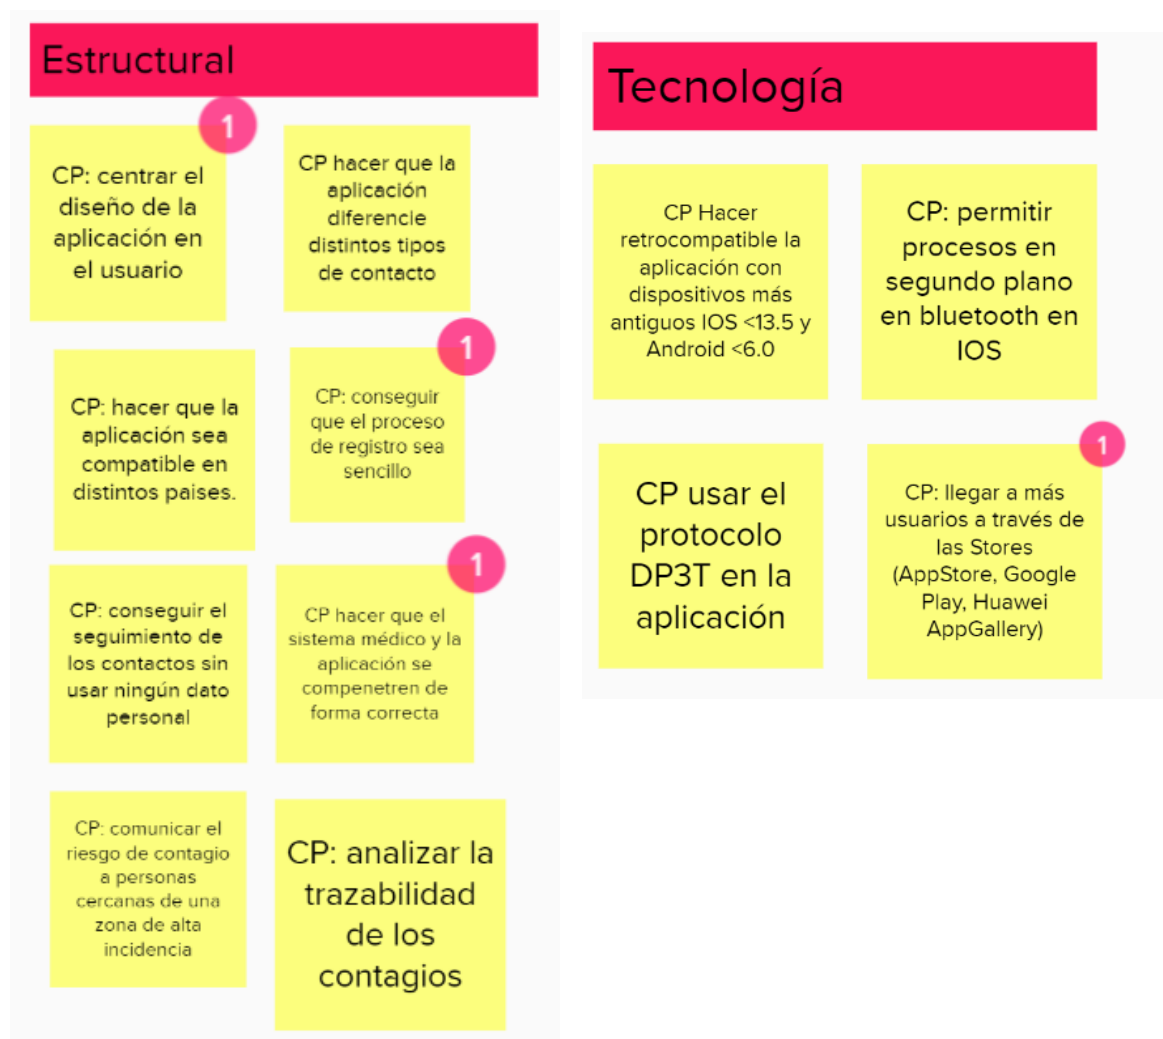 Estructural
1
CP: centrar el
diseño de la
aplicación en
el usuario
CP hacer que la
aplicación
diferencie
distintos tipos
de contacto
CP: hacer que la
aplicación sea
compatible en
distintos paises.
1
CP: conseguir
que el proceso
de registro sea
sencillo
CP: conseguir el
seguimiento de
los contactos sin
usar ningún dato
personal
1
CP hacer que el
sistema médico y la
aplicación se
compenetren de
forma correcta
CP: comunicar el
riesgo de contagio
a personas
cercanas de una
zona de alta
incidencia
CP: analizar la
trazabilidad
de los
contagios
Tecnología
CP Hacer
retrocompatible la
aplicación con
dispositivos más
antiguos IOS <13.5 y
Android <6.0
CP: permitir
procesos en
segundo plano
en bluetooth en
IOS
CP usar el
protocolo
DP3T en la
aplicación
1
CP: llegar a más
usuarios a través de
las Stores
(AppStore, Google
Play, Huawei
AppGallery)